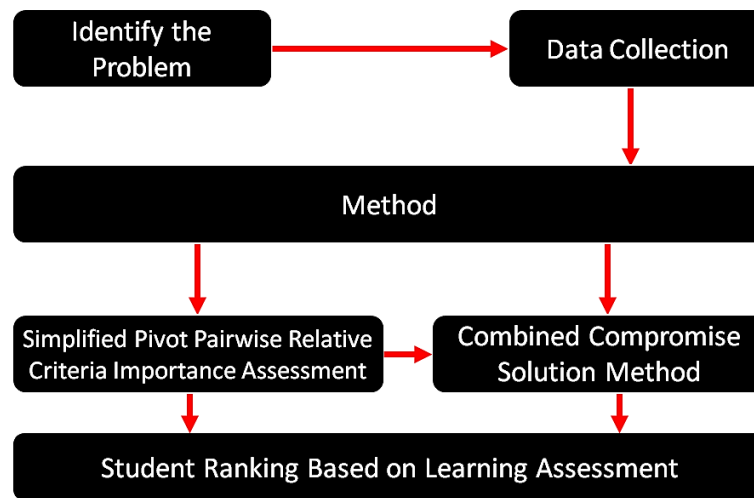 Identify the
Problem
Data Collection
Method
Simplified Pivot Pairwise Relative
Criteria Importance Assessment
Combined Compromise
Solution Method
Student Ranking Based on Learning Assessment